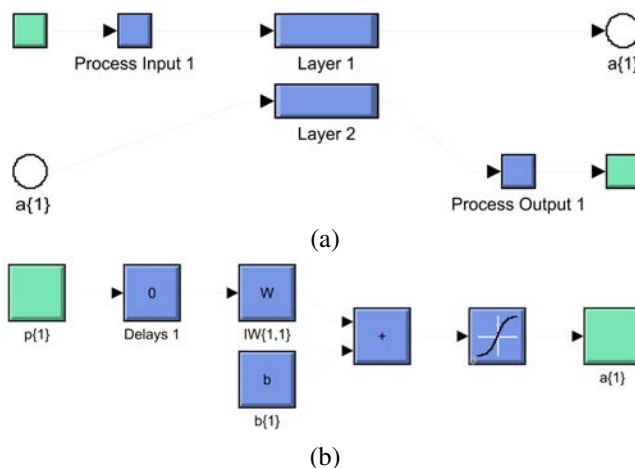 Process Input 1
Layer 1
a{1}
Layer 2
a{1}
Process Output 1
(a)
0
W
p{1}
Delays 1
IW{1,1}
+
b
a{1}
b{1}
(b)